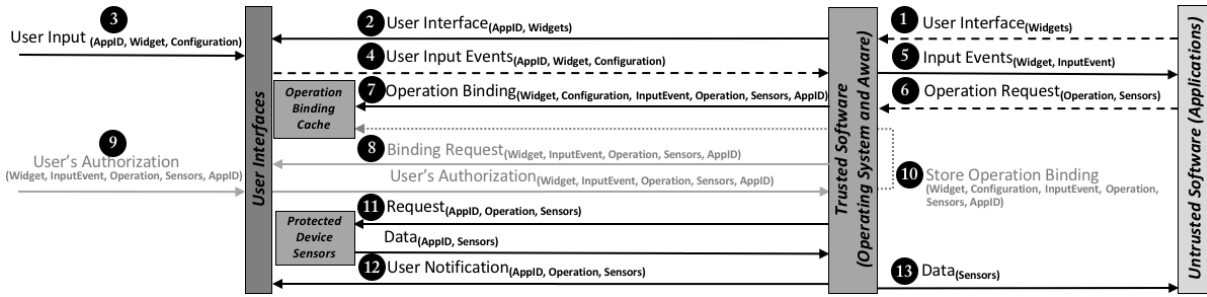 3
User Input (AppID, Widget, Configuration)
9
User's Authorization
(Widget, InputEvent, Operation, Sensors, AppID)
User Interfaces
2 User Interface(AppID, Widgets)
4 User Input Events(AppID, Widget, Configuration)
Operation
Binding
Cache
7 Operation Binding(Widget, Configuration, InputEvent, Operation, Sensors, AppID)
8 Binding Request(Widget, InputEvent, Operation, Sensors, AppID)
User's Authorization(Widget, InputEvent, Operation, Sensors, AppID)
11 Request(AppID, Operation, Sensors)
Protected
Device
Sensors
Data(AppID, Sensors)
12 User Notification(AppID, Operation, Sensors)
Trusted Software
(Operating System and Aware)
1 User Interface(Widgets)
5 Input Events(Widget, InputEvent)
6 Operation Request(Operation, Sensors)
10 Store Operation Binding
(Widget, Configuration, InputEvent, Operation,
Sensors, AppID)
13 Data(Sensors)
Untrusted Software (Applications)